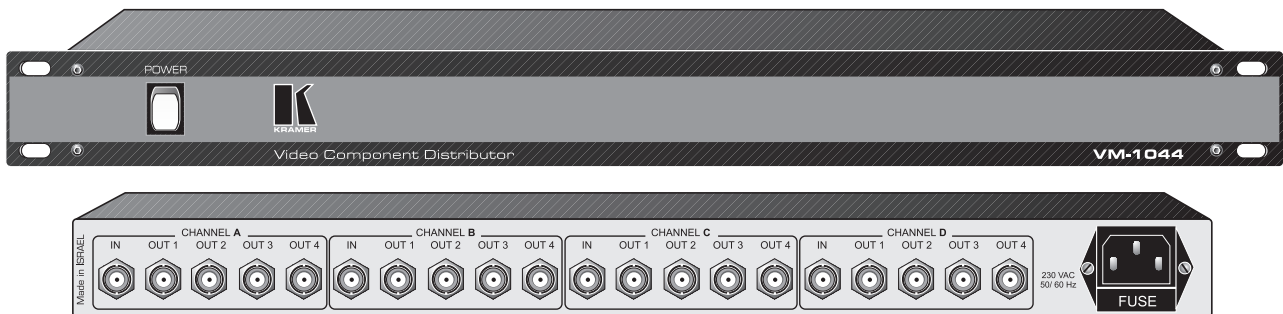 POWER
KRAMER
Video Component Distributor
VM-1044
Made in ISRAEL
CHANNEL A
IN OUT 1 OUT 2 OUT 3 OUT 4
CHANNEL B
IN OUT 1 OUT 2 OUT 3 OUT 4
CHANNEL C
IN OUT 1 OUT 2 OUT 3 OUT 4
CHANNEL D
IN OUT 1 OUT 2 OUT 3 OUT 4
230 VAC
50/ 60 Hz
FUSE